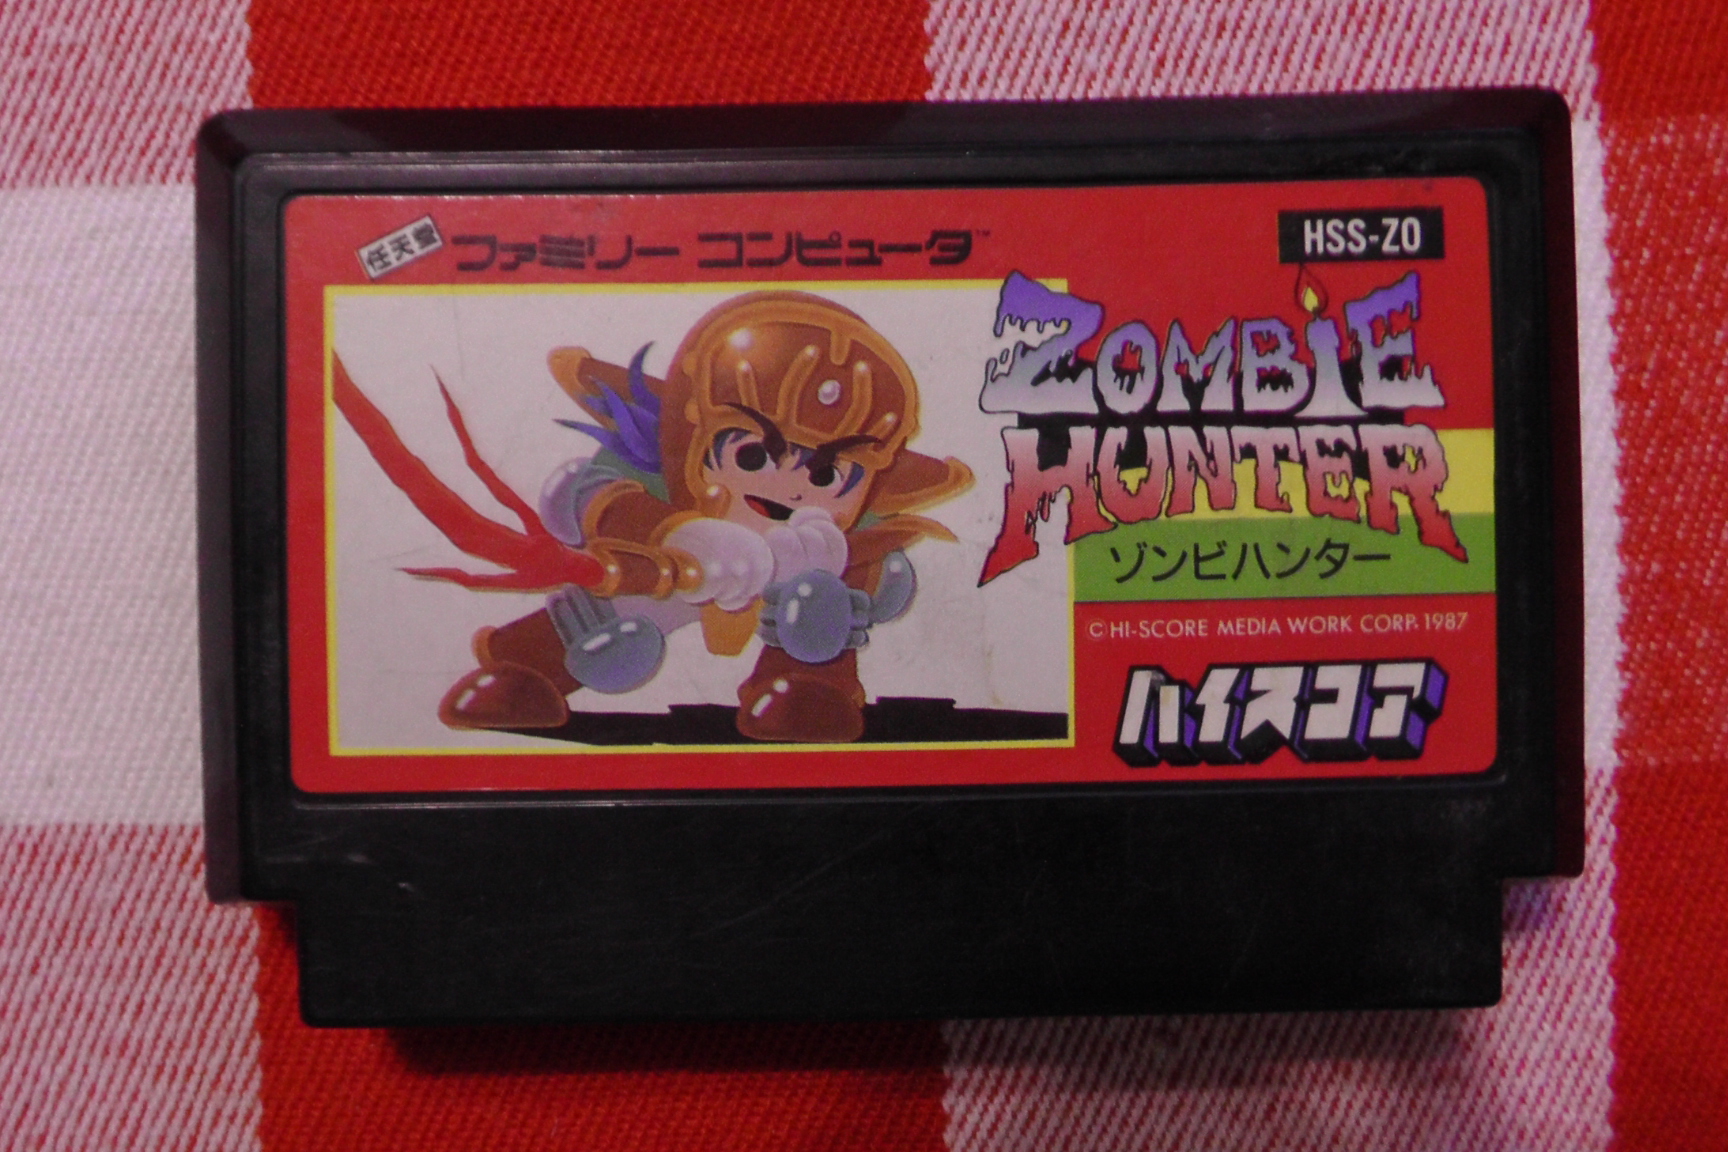 任天堂 ファミリー コンピュータ™
HSS-ZO
ZOMBIE
HUNTER
ゾンビハンター
©HI-SCORE MEDIA WORK CORP. 1987
ハイスコア